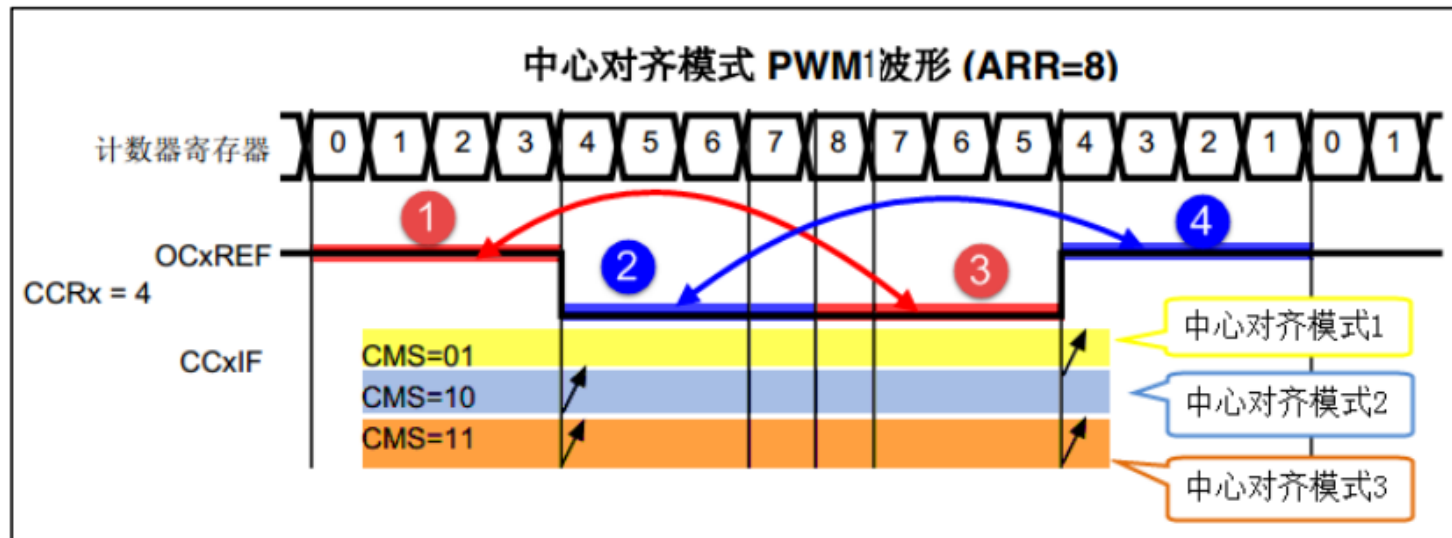 中心对齐模式 PWM1波形 (ARR=8)
计数器寄存器 0 1 2 3 4 5 6 7 8 7 6 5 4 3 2 1 0 1
1
4
OCxREF
2
3
CCRx = 4
中心对齐模式1
CCxIF
CMS=01
CMS=10
中心对齐模式2
CMS=11
中心对齐模式3